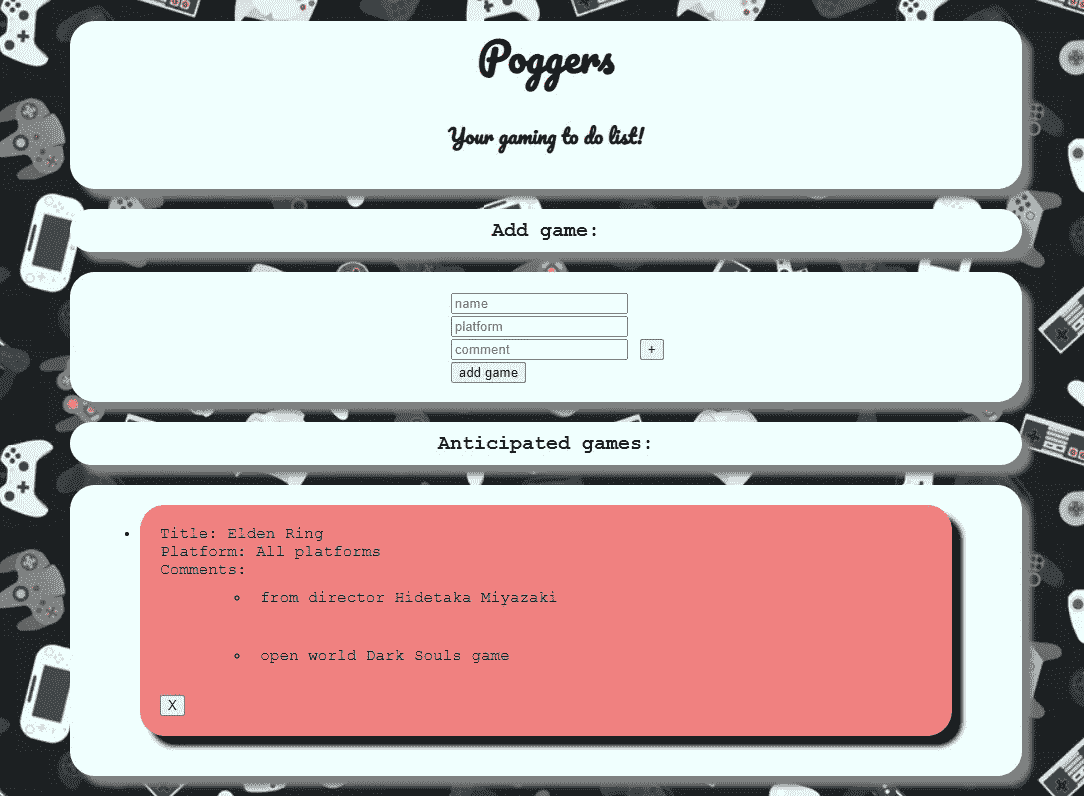 Poggers
Your gaming to do list!
Add game:
name
platform
comment +
add game
Anticipated games:
Title: Elden Ring
Platform: All platforms
Comments:
from director Hidetaka Miyazaki
open world Dark Souls game
X